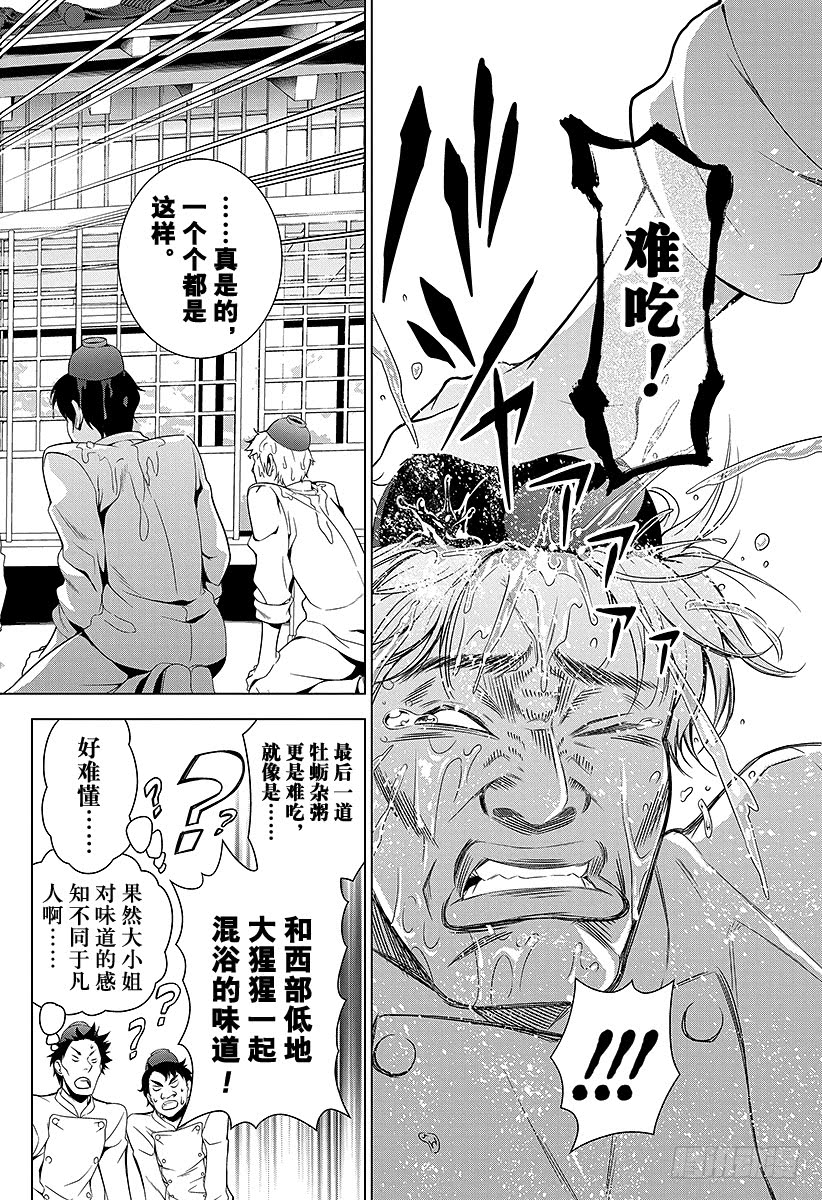 难吃！
！！！
……真是的，
一个个都是
这样。
最后一道
牡蛎杂粥
更是难吃，
就像是……
和西部低地
大猩猩一起
混浴的味道！
？
？
好难懂……
果然大小姐
对味道的感
知不同于凡
人啊……
？
？